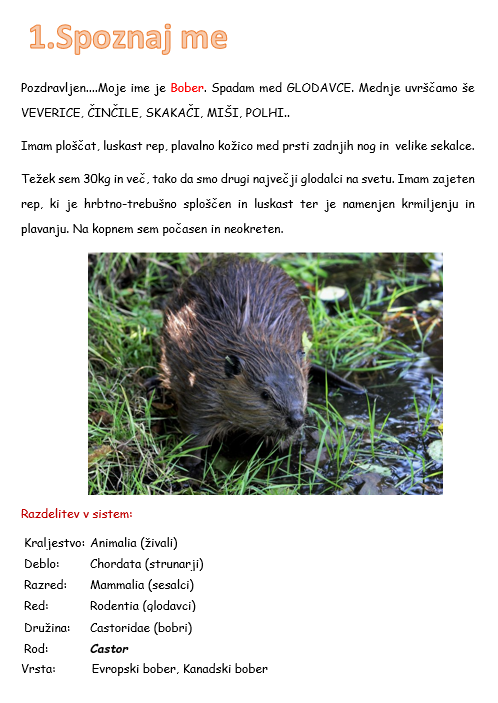 1.Spoznaj me
Pozdravljen....Moje ime je Bober. Spadam med GLODAVCE. Mednje uvrščamo še
VEVERICE, ČINČILE, SKAKAČI, MIŠI, POLHI..
Imam ploščat, luskast rep, plavalno kožico med prsti zadnjih nog in velike sekalce.
Težek sem 30kg in več, tako da smo drugi največji glodalci na svetu. Imam zajeten
rep, ki je hrbtno-trebušno sploščen in luskast ter je namenjen krmiljenju in
plavanju. Na kopnem sem počasen in neokreten.
Razdelitev v sistem:
Kraljestvo: Animalia (živali)
Deblo: Chordata (strunarji)
Razred: Mammalia (sesalci)
Red: Rodentia (glodavci)
Družina: Castoridae (bobri)
Rod: Castor
Vrsta: Evropski bober, Kanadski bober